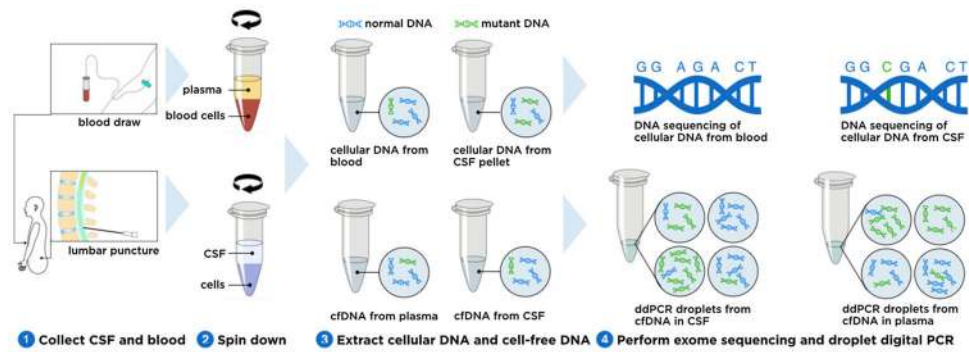 normal DNA
mutant DNA
blood draw
plasma
blood cells
lumbar puncture
CSF
cells
cellular DNA from
blood
cellular DNA from
CSF pellet
cfDNA from plasma
cfDNA from CSF
GG AGA CT
DNA sequencing of
cellular DNA from blood
GG CGA CT
DNA sequencing of
cellular DNA from CSF
ddPCR droplets from
cfDNA in CSF
ddPCR droplets from
cfDNA in plasma
1 Collect CSF and blood
2 Spin down
3 Extract cellular DNA and cell-free DNA
4 Perform exome sequencing and droplet digital PCR